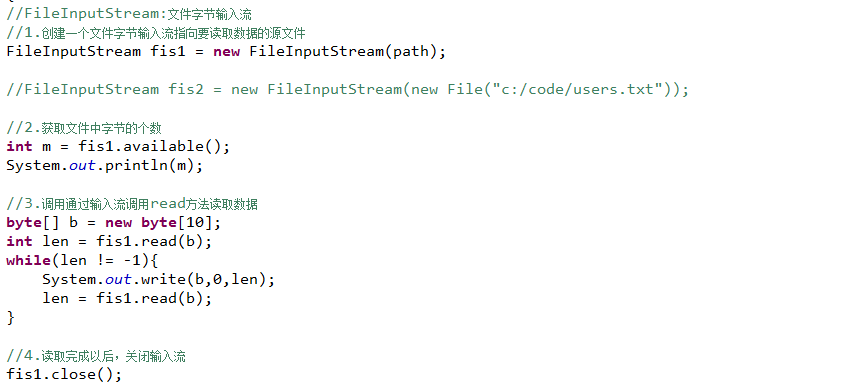 {
//FileInputStream:文件字节输入流
//1.创建一个文件字节输入流指向要读取数据的源文件
FileInputStream fis1 = new FileInputStream(path);
//FileInputStream fis2 = new FileInputStream(new File("c:/code/users.txt"));
//2.获取文件中字节的个数
int m = fis1.available();
System.out.println(m);
//3.调用通过输入流调用read方法读取数据
byte[] b = new byte[10];
int len = fis1.read(b);
while(len != -1){
    System.out.write(b,0,len);
    len = fis1.read(b);
}
//4.读取完成以后，关闭输入流
fis1.close();